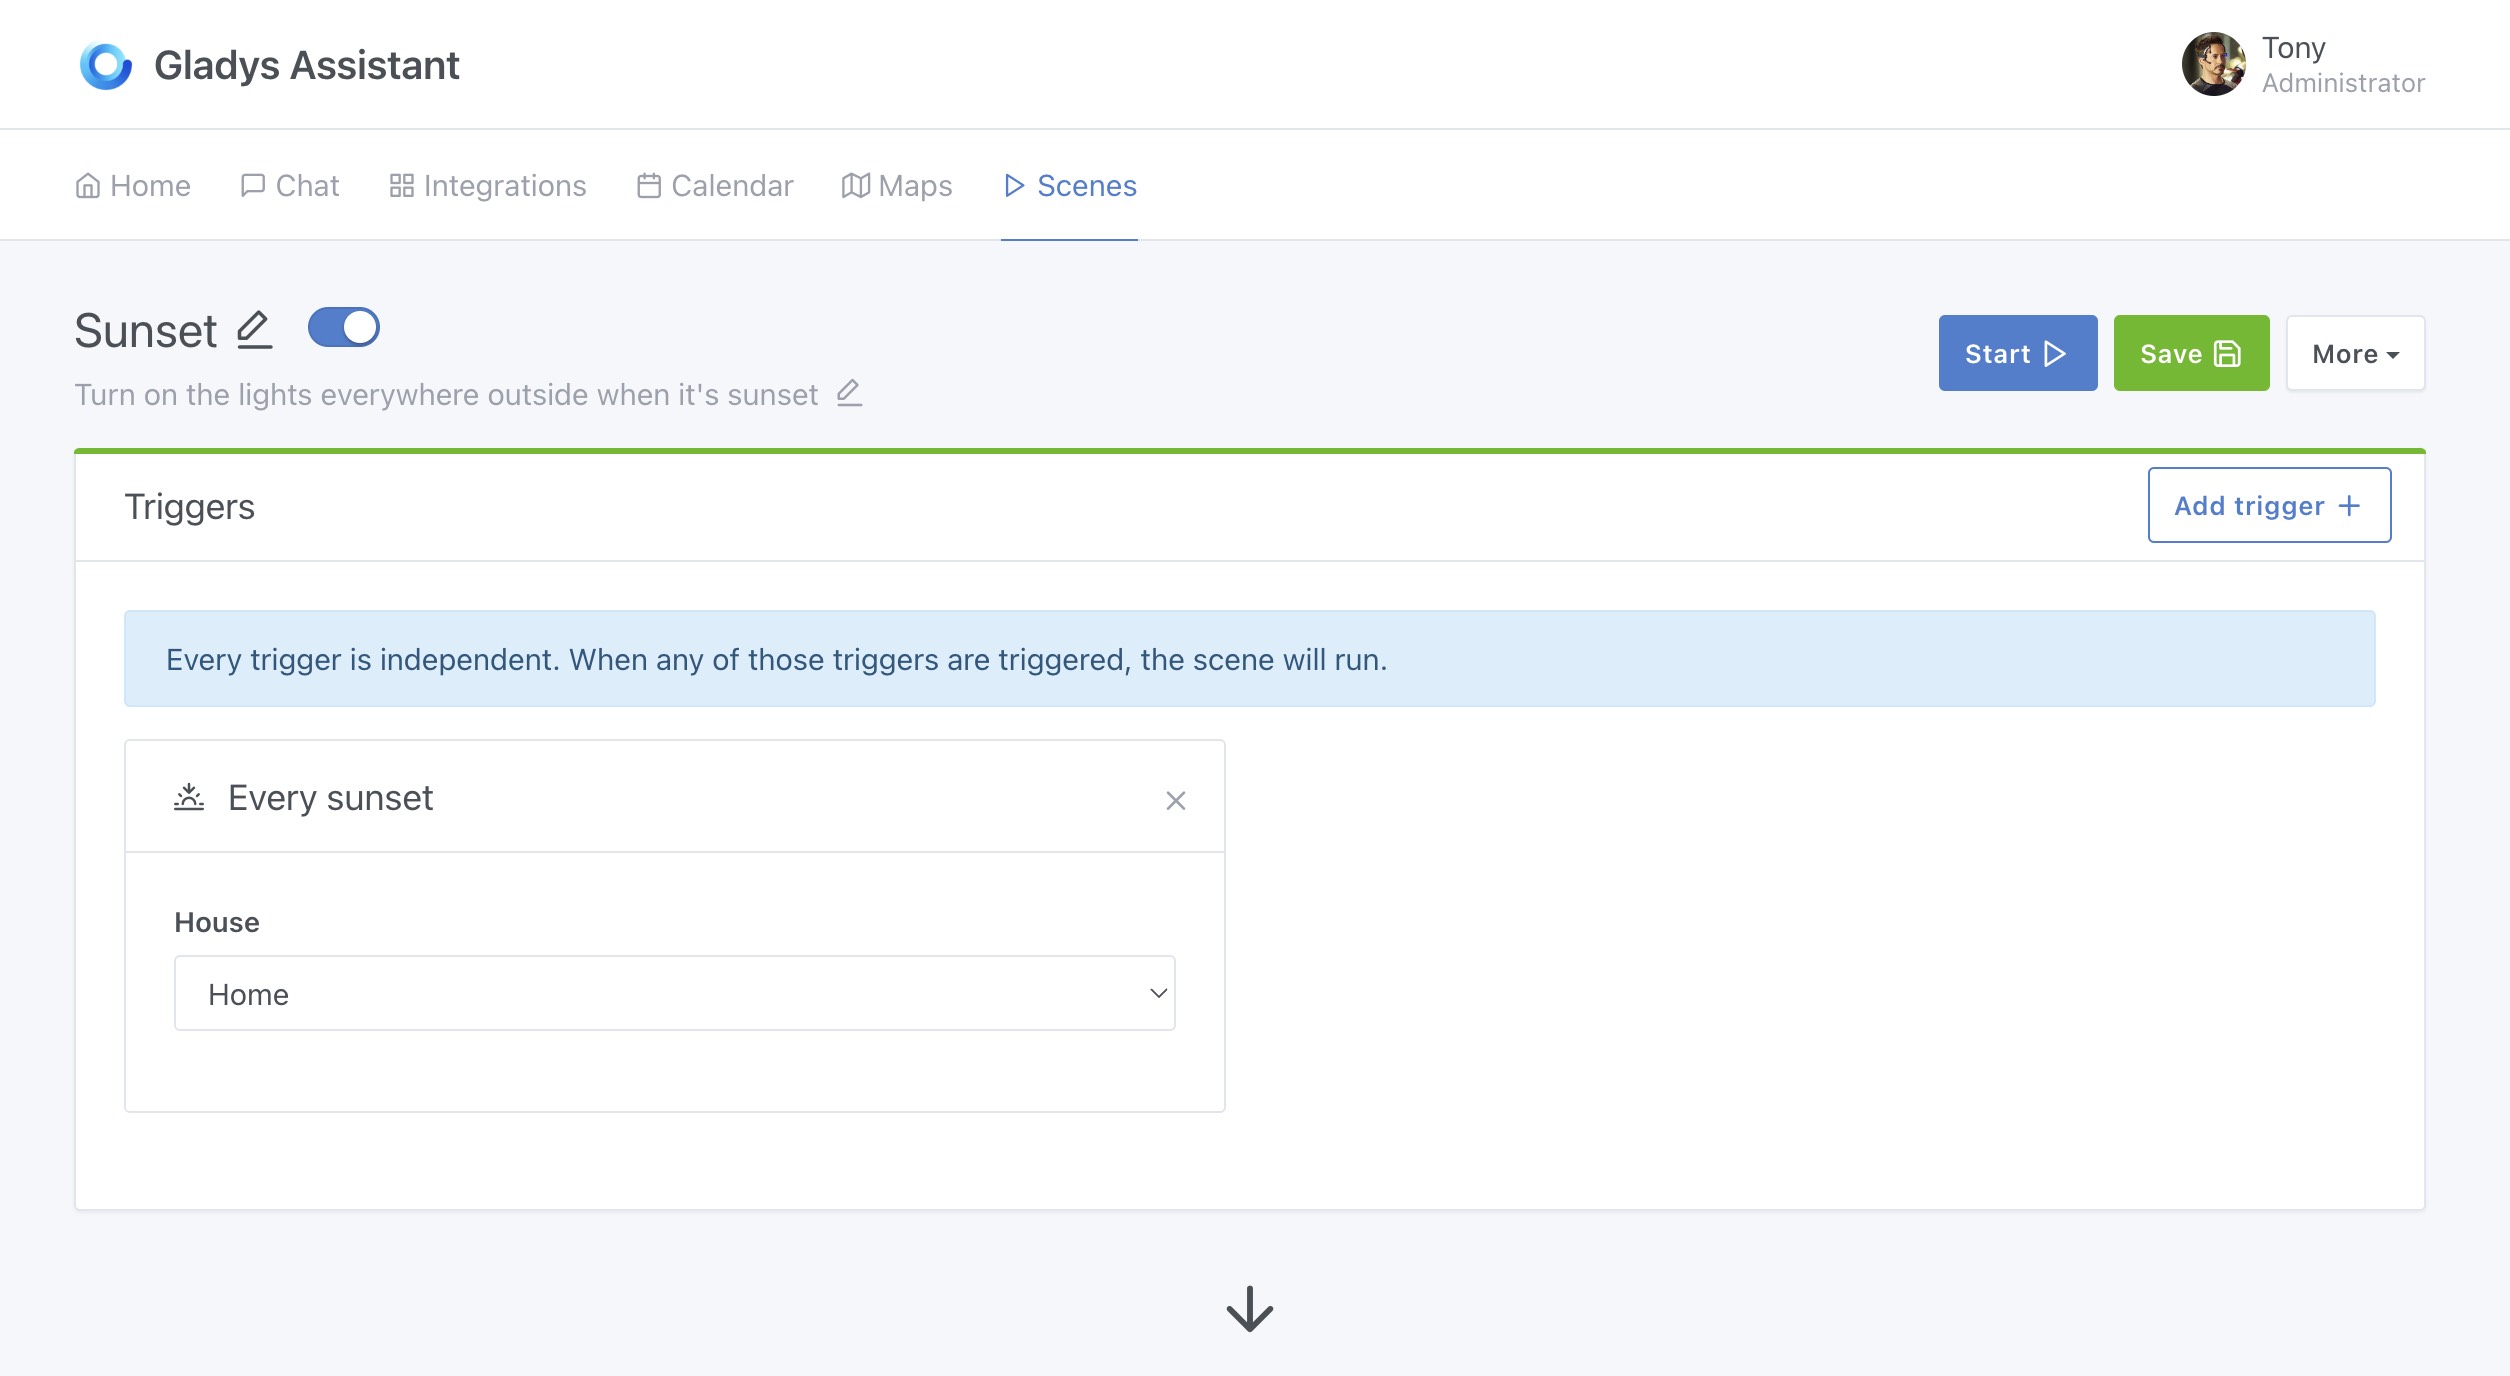 Gladys Assistant
Tony
Administrator
Home Chat Integrations Calendar Maps Scenes
Sunset
Start Save More
Turn on the lights everywhere outside when it's sunset
Triggers
Add trigger +
Every trigger is independent. When any of those triggers are triggered, the scene will run.
Every sunset
House
Home